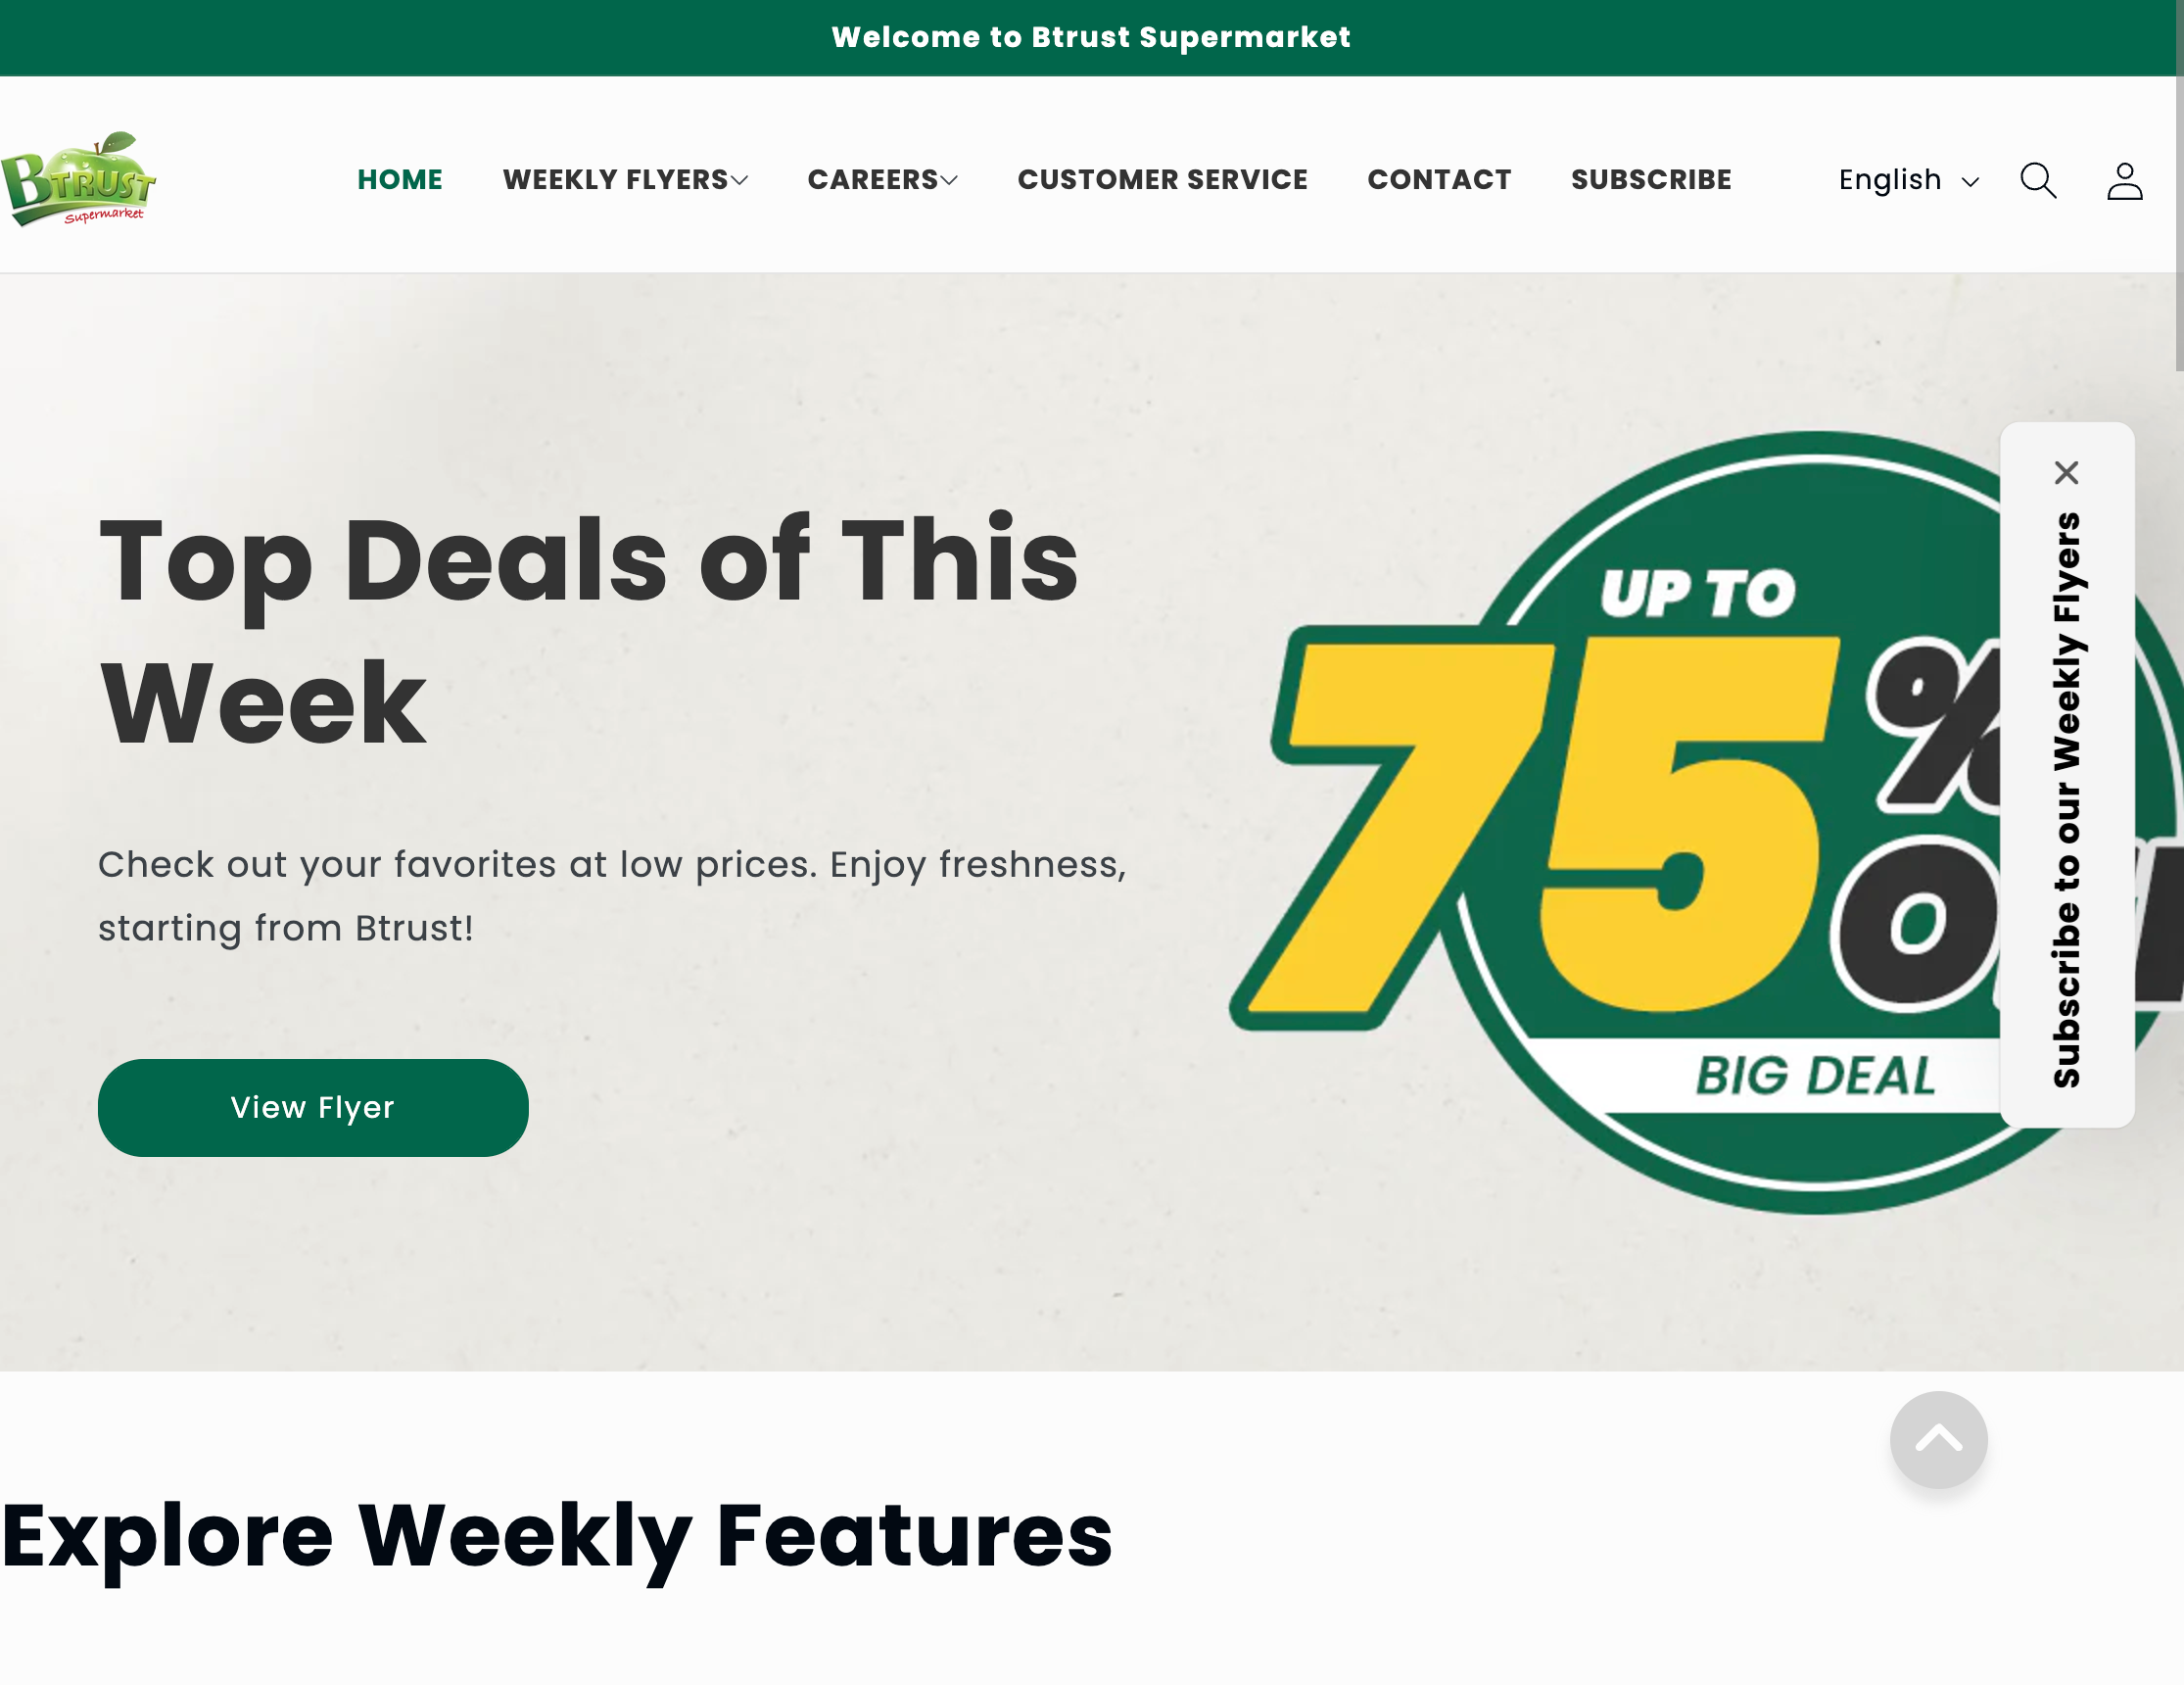 Welcome to Btrust Supermarket
BTRUST
Supermarket
HOME
WEEKLY FLYERS
CAREERS
CUSTOMER SERVICE
CONTACT
SUBSCRIBE
English
Top Deals of This
Week
Check out your favorites at low prices. Enjoy freshness,
starting from Btrust!
View Flyer
UP TO
75%
BIG DEAL
Subscribe to our Weekly Flyers
Explore Weekly Features